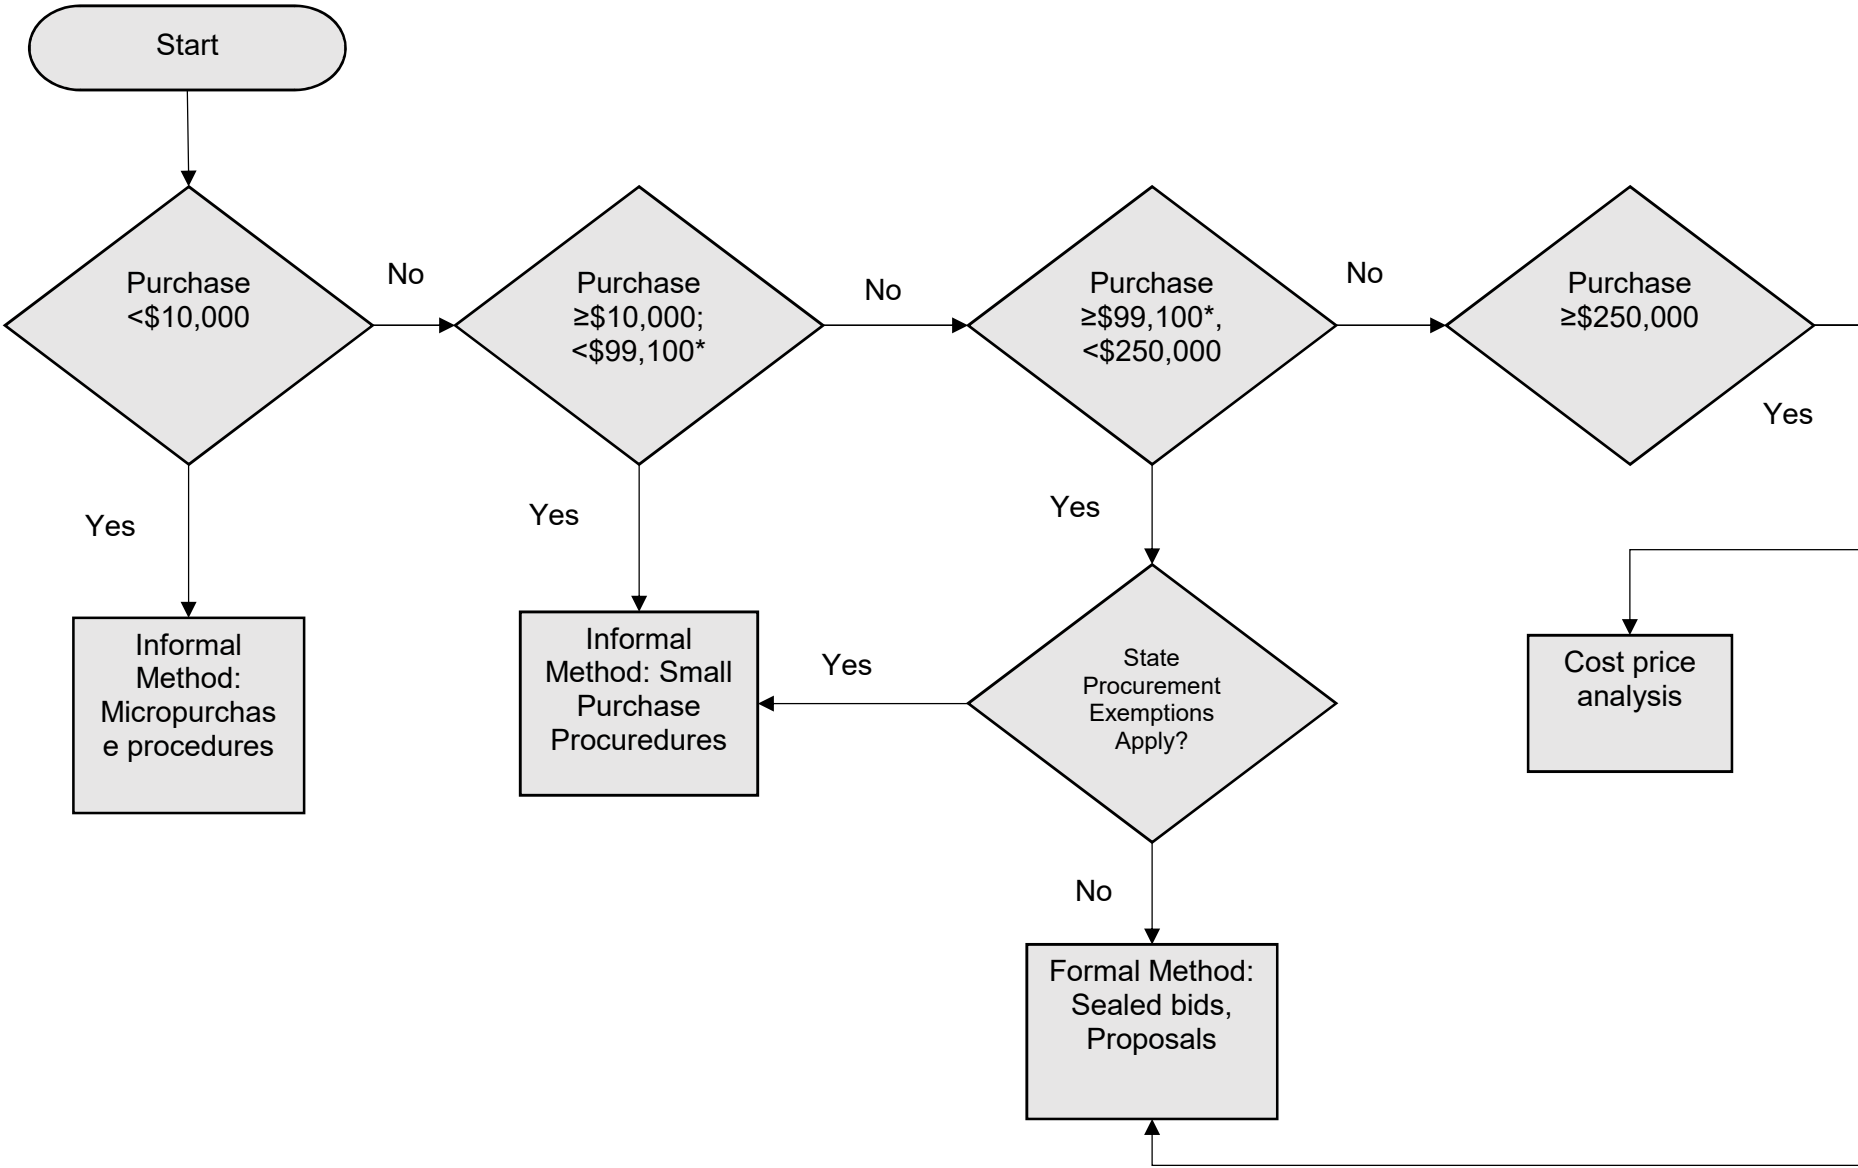 Start
Purchase
<$10,000
No
Purchase
≥$10,000;
<$99,100*
No
Purchase
≥$99,100*,
<$250,000
No
Purchase
≥$250,000
Yes
Yes
Yes
Yes
Informal
Method:
Micropurchas
e procedures
Informal
Method: Small
Purchase
Procuredures
Yes
State
Procurement
Exemptions
Apply?
Cost price
analysis
No
Formal Method:
Sealed bids,
Proposals